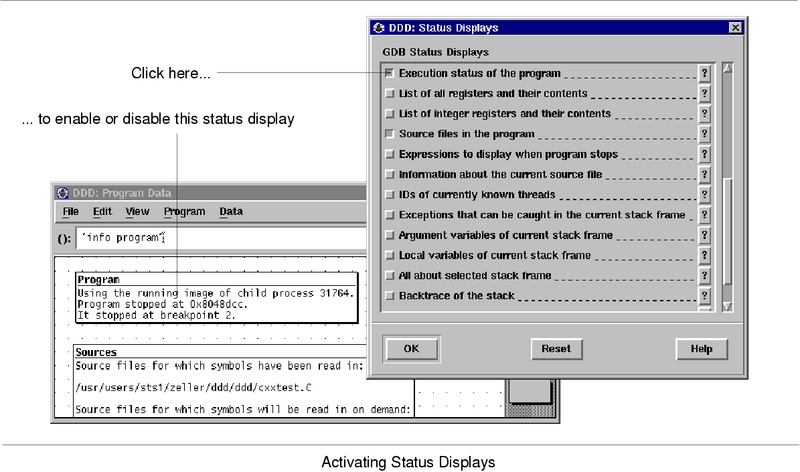 DDD: Status Displays
GDB Status Displays
Click here...
Execution status of the program
?
List of all registers and their contents
?
... to enable or disable this status display
List of integer registers and their contents
?
Source files in the program
?
Expressions to display when program stops
?
Information about the current source file
?
IDs of currently known threads
?
Exceptions that can be caught in the current stack frame
?
Argument variables of current stack frame
?
Local variables of current stack frame
?
All about selected stack frame
?
Backtrace of the stack
?
OK
Reset
Help
DDD: Program Data
File Edit View Program Data
(): `info program`
Program
Using the running image of child process 31764.
Program stopped at 0x8048dcc.
It stopped at breakpoint 2.
Sources
Source files for which symbols have been read in:
/usr/users/sts1/zeller/ddd/ddd/cxxtest.C
Source files for which symbols will be read in on demand:
Activating Status Displays